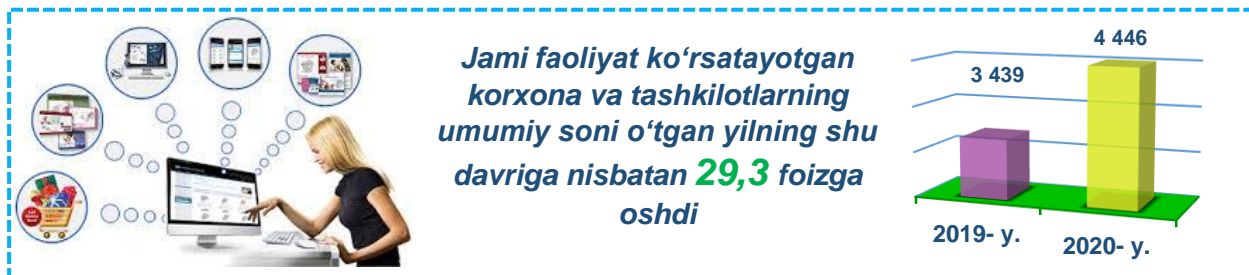 Jami faoliyat ko‘rsatayotgan
korxona va tashkilotlarning
umumiy soni o‘tgan yilning shu
davriga nisbatan 29,3 foizga
oshdi
4 446
3 439
2019- y.
2020- y.